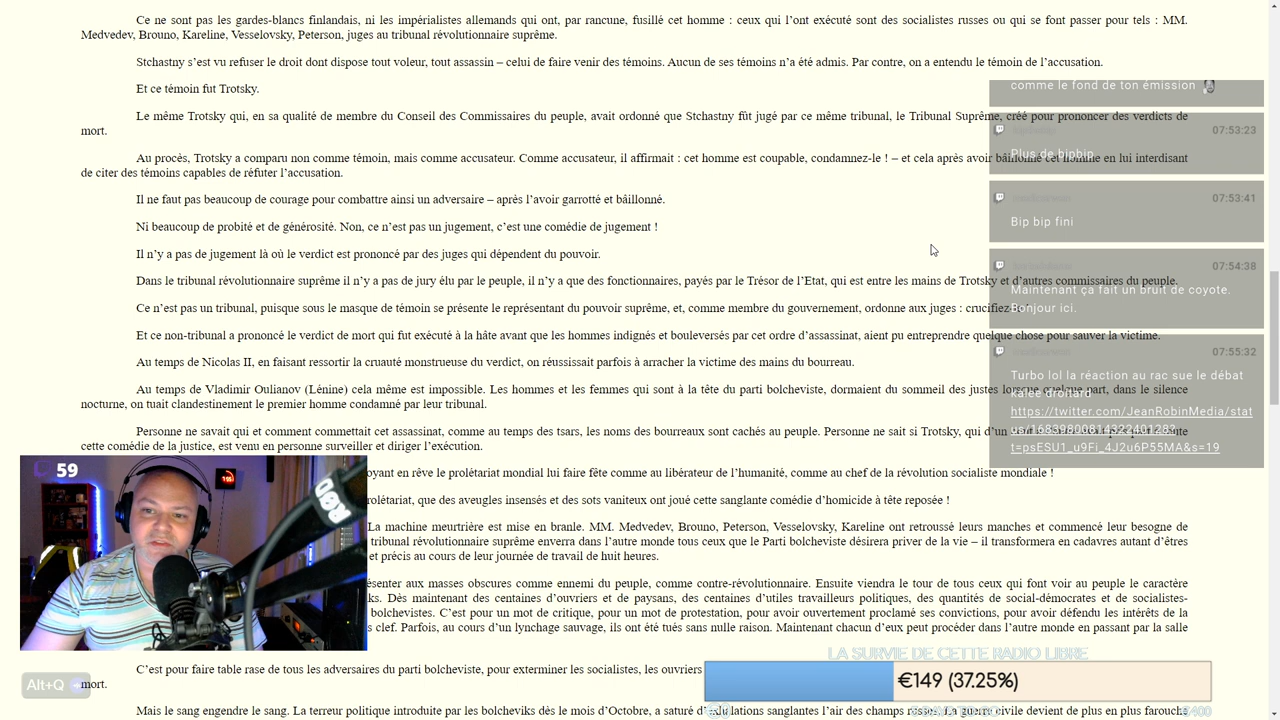 Ce ne sont pas les gardes-blancs finlandais, ni les impérialistes allemands qui ont, par rancune, fusillé cet homme : ceux qui l’ont exécuté sont des socialistes russes ou qui se font passer pour tels : MM.
Medvedev, Brouno, Kareline, Vesselovsky, Peterson, juges au tribunal révolutionnaire suprême.
Stchastny s’est vu refuser le droit dont dispose tout voleur, tout assassin – celui de faire venir des témoins. Aucun de ses témoins n’a été admis. Par contre, on a entendu le témoin de l’accusation.
Et ce témoin fut Trotsky.
Le même Trotsky qui, en sa qualité de membre du Conseil des Commissaires du peuple, avait ordonné que Stchastny fût jugé par ce même tribunal, le Tribunal Suprême, créé pour prononcer des verdicts de
mort.
Au procès, Trotsky a comparu non comme témoin, mais comme accusateur. Comme accusateur, il affirmait : cet homme est coupable, condamnez-le ! – et cela après avoir bâillonné cet homme en lui interdisant
de citer des témoins capables de réfuter l’accusation.
Il ne faut pas beaucoup de courage pour combattre ainsi un adversaire – après l’avoir garrotté et bâillonné.
Ni beaucoup de probité et de générosité. Non, ce n’est pas un jugement, c’est une comédie de jugement !
Il n’y a pas de jugement là où le verdict est prononcé par des juges qui dépendent du pouvoir.
Dans le tribunal révolutionnaire suprême il n’y a pas de jury élu par le peuple, il n’y a que des fonctionnaires, payés par le Trésor de l’Etat, qui est entre les mains de Trotsky et d’autres commissaires du peuple.
Ce n’est pas un tribunal, puisque sous le masque de témoin se présente le représentant du pouvoir suprême, et, comme membre du gouvernement, ordonne aux juges : crucifiez
Et ce non-tribunal a prononcé le verdict de mort qui fut exécuté à la hâte avant que les hommes indignés et bouleversés par cet ordre d’assassinat, aient pu entreprendre quelque chose pour sauver la victime.
Au temps de Nicolas II, en faisant ressortir la cruauté monstrueuse du verdict, on réussissait parfois à arracher la victime des mains du bourreau.
Au temps de Vladimir Oulianov (Lénine) cela même est impossible. Les hommes et les femmes qui sont à la tête du parti bolcheviste, dormaient du sommeil des justes lorsque quelque part, dans le silence
nocturne, on tuait clandestinement le premier homme condamné par leur tribunal.
Personne ne savait qui et comment commettait cet assassinat, comme au temps des tsars, les noms des bourreaux sont cachés au peuple. Personne ne sait si Trotsky, qui d’un
cette comédie de la justice, est venu en personne surveiller et diriger l’exécution.
oyant en rêve le prolétariat mondial lui faire fête comme au libérateur de l’humanité, comme au chef de la révolution socialiste mondiale !
rolétariat, que des aveugles insensés et des sots vaniteux ont joué cette sanglante comédie d’homicide à tête reposée !
La machine meurtrière est mise en branle. MM. Medvedev, Brouno, Peterson, Vesselovsky, Kareline ont retroussé leurs manches et commencé leur besogne de
tribunal révolutionnaire suprême enverra dans l’autre monde tous ceux que le Parti bolcheviste désirera priver de la vie – il transformera en cadavres autant d’êtres
et précis au cours de leur journée de travail de huit heures.
ésenter aux masses obscures comme ennemi du peuple, comme contre-révolutionnaire. Ensuite viendra le tour de tous ceux qui font voir au peuple le caractère
ks. Dès maintenant des centaines d’ouvriers et de paysans, des centaines d’utiles travailleurs politiques, des quantités de social-démocrates et de socialistes-
bolchevistes. C’est pour un mot de critique, pour un mot de protestation, pour avoir ouvertement proclamé ses convictions, pour avoir défendu les intérêts de la
s clef. Parfois, au cours d’un lynchage sauvage, ils ont été tués sans nulle raison. Maintenant chacun d’eux peut procéder dans l’autre monde en passant par la salle
C’est pour faire table rase de tous les adversaires du parti bolcheviste, pour exterminer les socialistes, les ouvriers
mort.
Mais le sang engendre le sang. La terreur politique introduite par les bolcheviks dès le mois d’Octobre, a saturé d’exhalations sanglantes l’air des champs russes. La guerre civile devient de plus en plus farouche
comme le fond de ton émission
07:53:23
Plus de bipbip
07:53:41
Bip bip fini
07:54:38
Maintenant ça fait un bruit de coyote.
Bonjour ici.
07:55:32
Turbo lol la réaction au rac sue le débat
kalee droitard
https://twitter.com/JeanRobinMedia/stat
t=psESU1_u9Fi_4J2u6P55MA&s=19
59
Alt+Q
LA SURVIE DE CETTE RADIO LIBRE
€149 (37.25%)